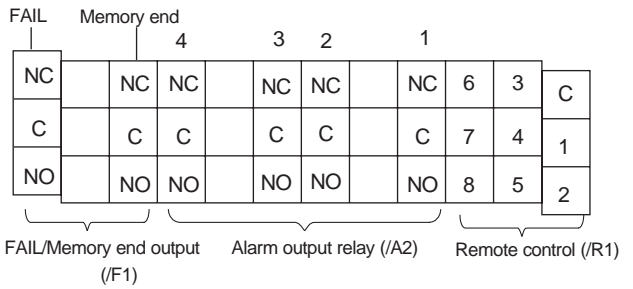 FAIL Memory end
4 3 2 1
NC NC NC NC NC NC 6 3 C
C C C C C C 7 4 1
NO NO NO NO NO NO 8 5 2
FAIL/Memory end output Alarm output relay (/A2) Remote control (/R1)
(/F1)